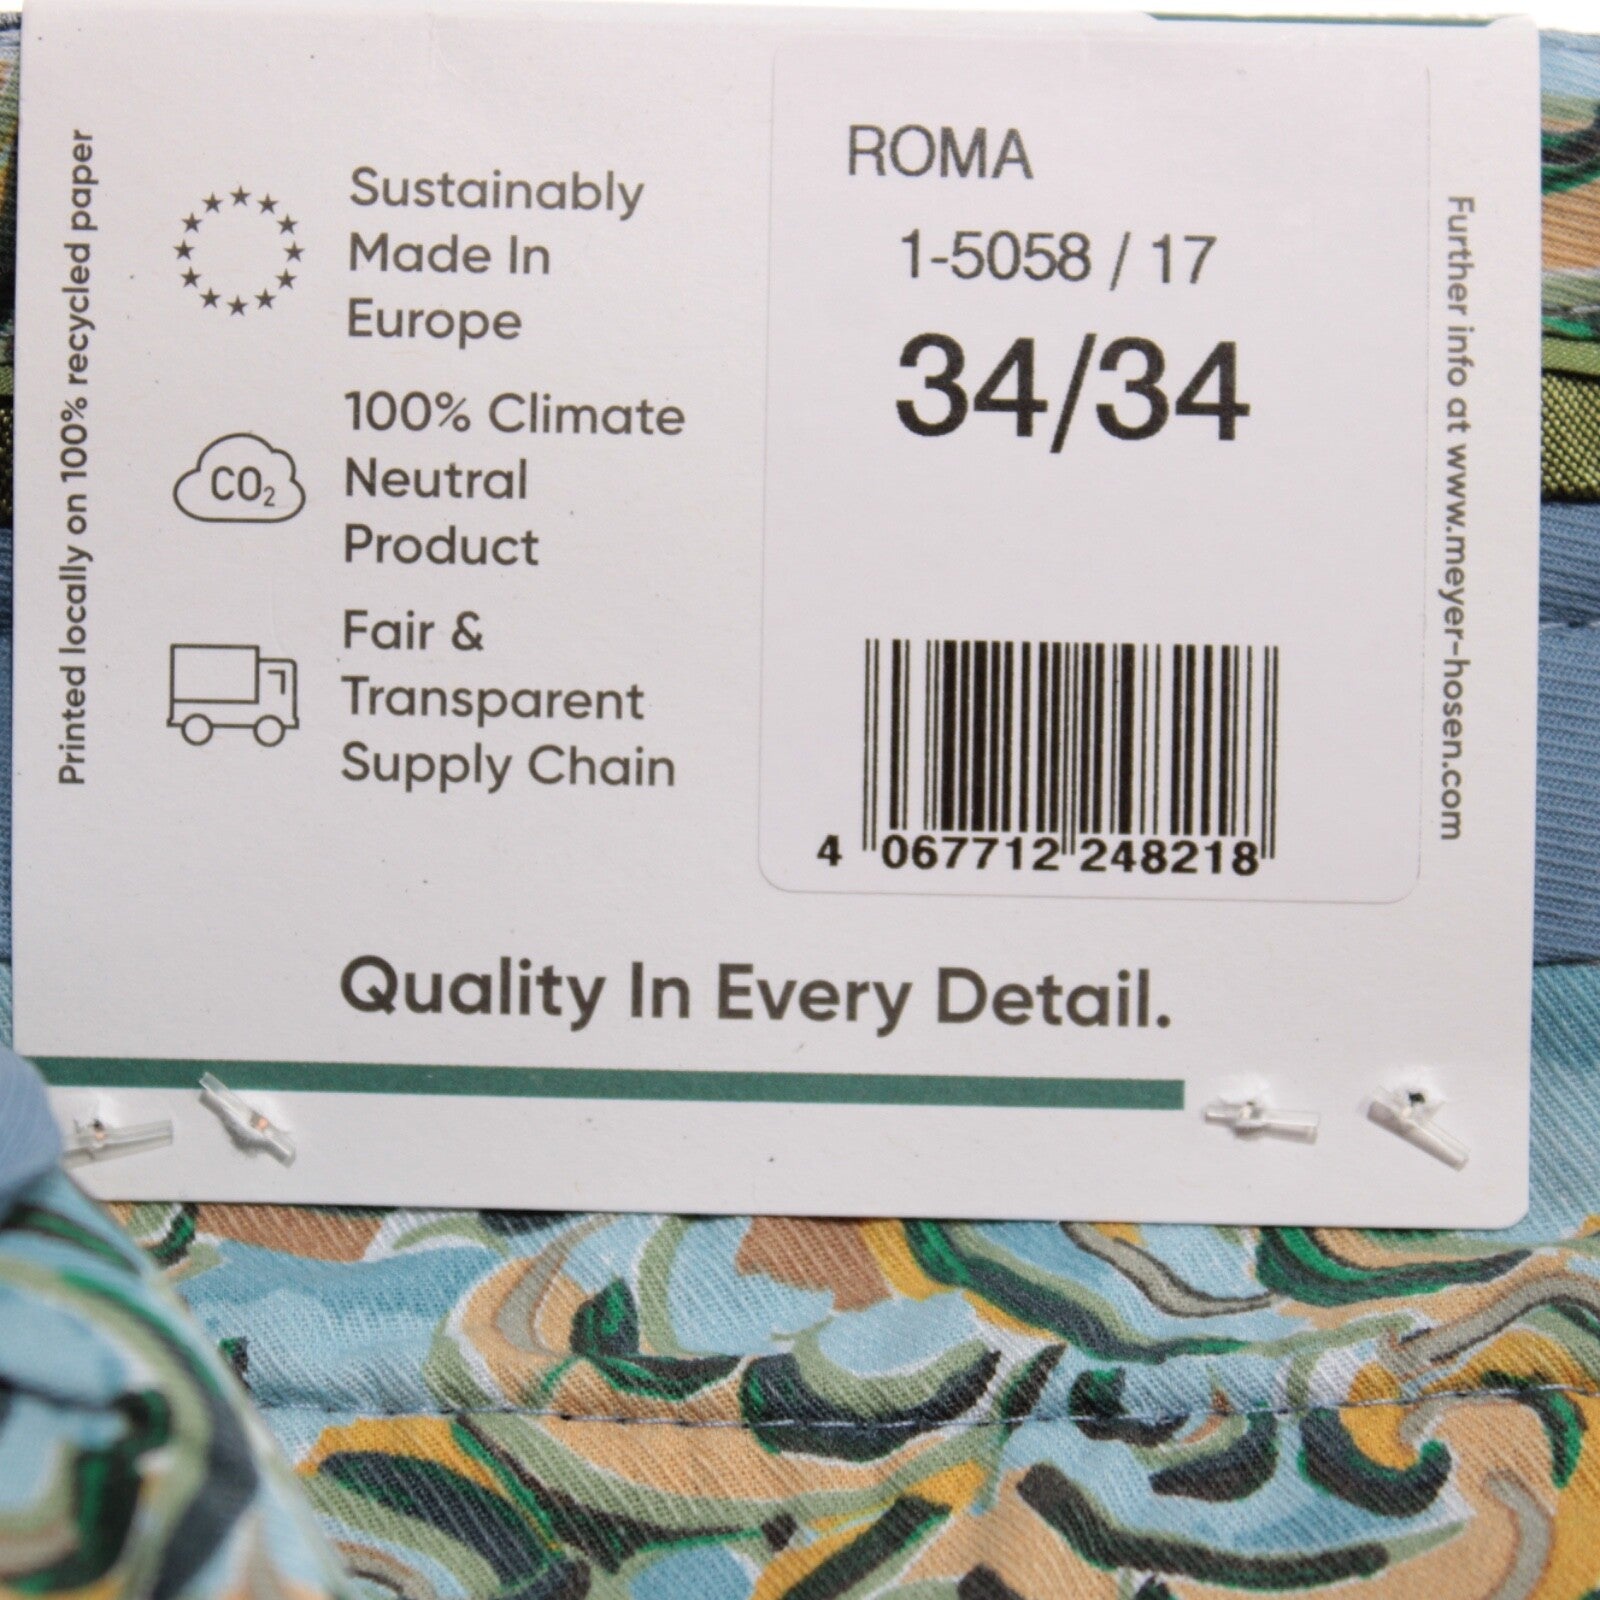 Printed locally on 100% recycled paper
Sustainably
Made In
Europe
CO₂
100% Climate
Neutral
Product
Fair &
Transparent
Supply Chain
ROMA
1-5058 / 17
34/34
4 067712 248218
Further info at www.meyer-hosen.com
Quality In Every Detail.